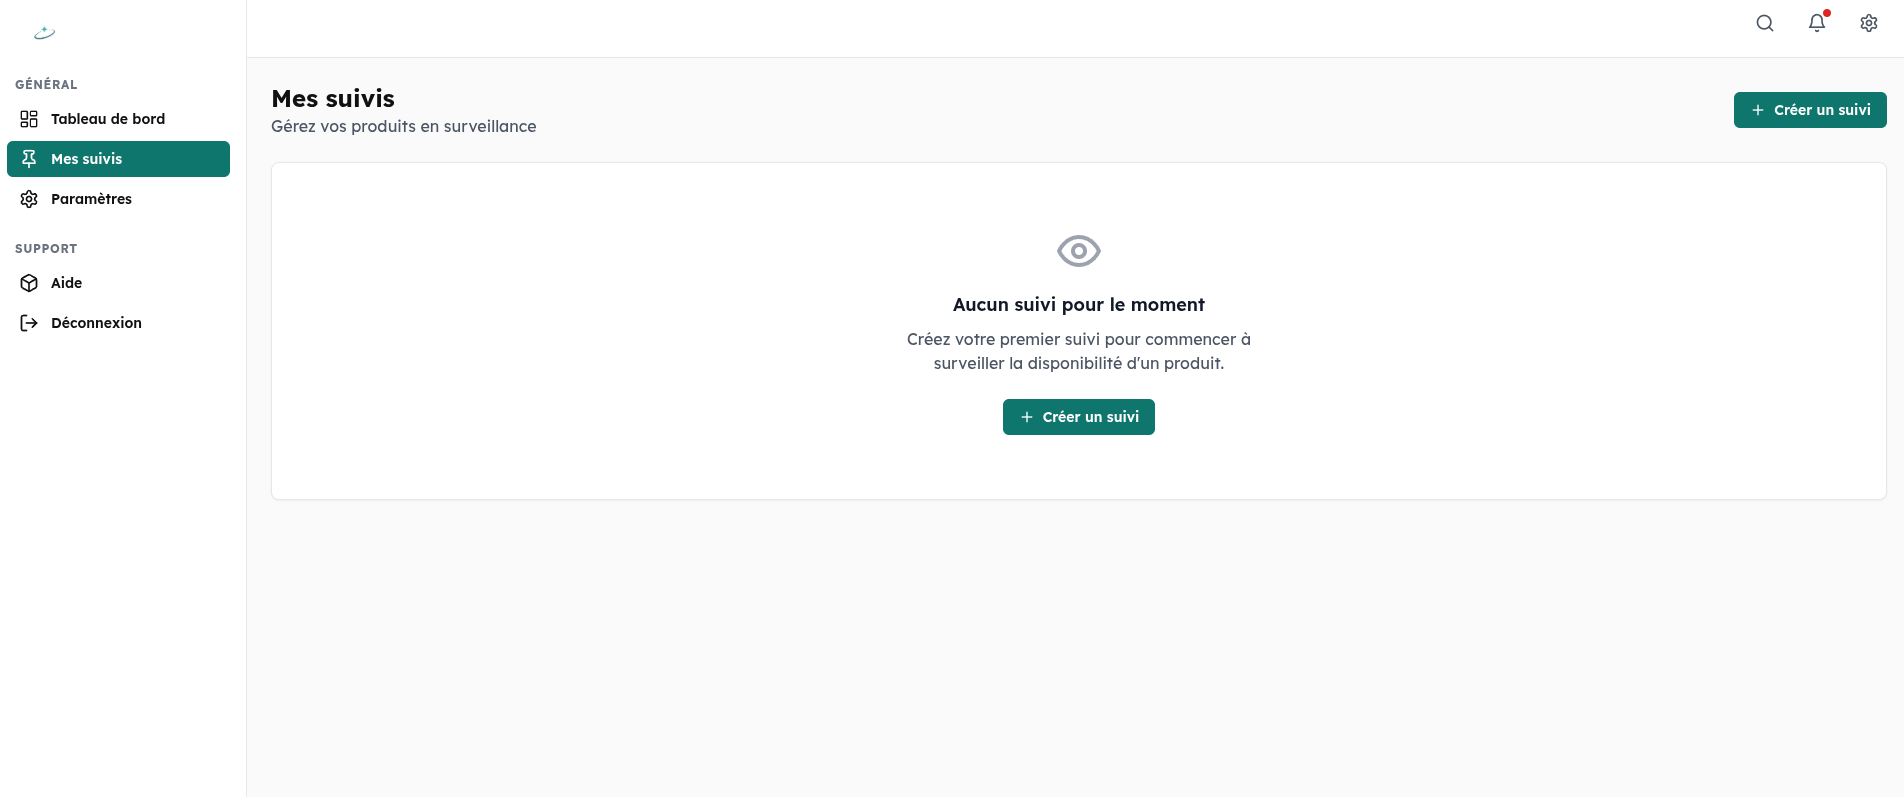 GÉNÉRAL
Tableau de bord
Mes suivis
Paramètres
SUPPORT
Aide
Déconnexion
Mes suivis
Gérez vos produits en surveillance
Créer un suivi
Aucun suivi pour le moment
Créez votre premier suivi pour commencer à
surveiller la disponibilité d'un produit.
Créer un suivi